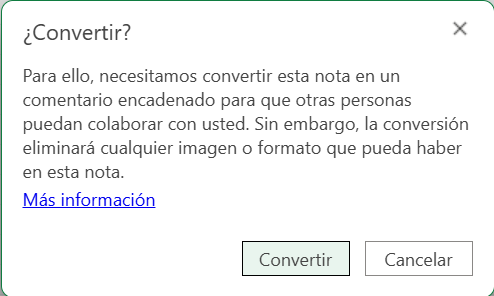 ¿Convertir?
Para ello, necesitamos convertir esta nota en un
comentario encadenado para que otras personas
puedan colaborar con usted. Sin embargo, la conversión
eliminará cualquier imagen o formato que pueda haber
en esta nota.
Más información
Convertir
Cancelar